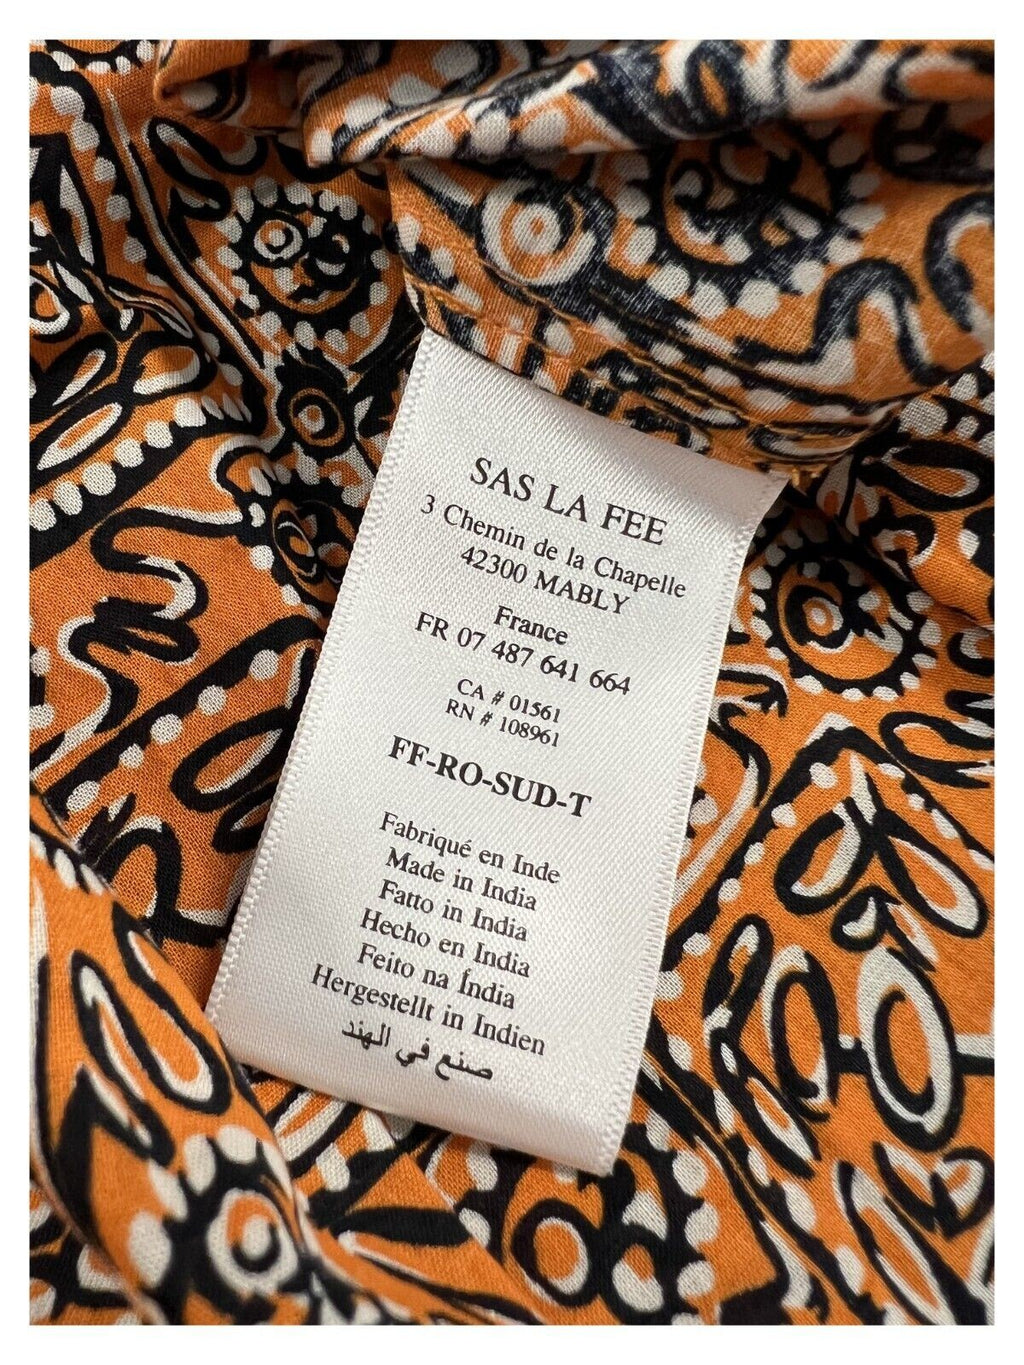 SAS LA FEE
3 Chemin de la Chapelle
42300 MABLY
France
FR 07 487 641 664
CA # 01561
RN # 108961
FF-RO-SUD-T
Fabriqué en Inde
Made in India
Fatto in India
Hecho en India
Feito na Índia
Hergestellt in Indien
صنع في الهند